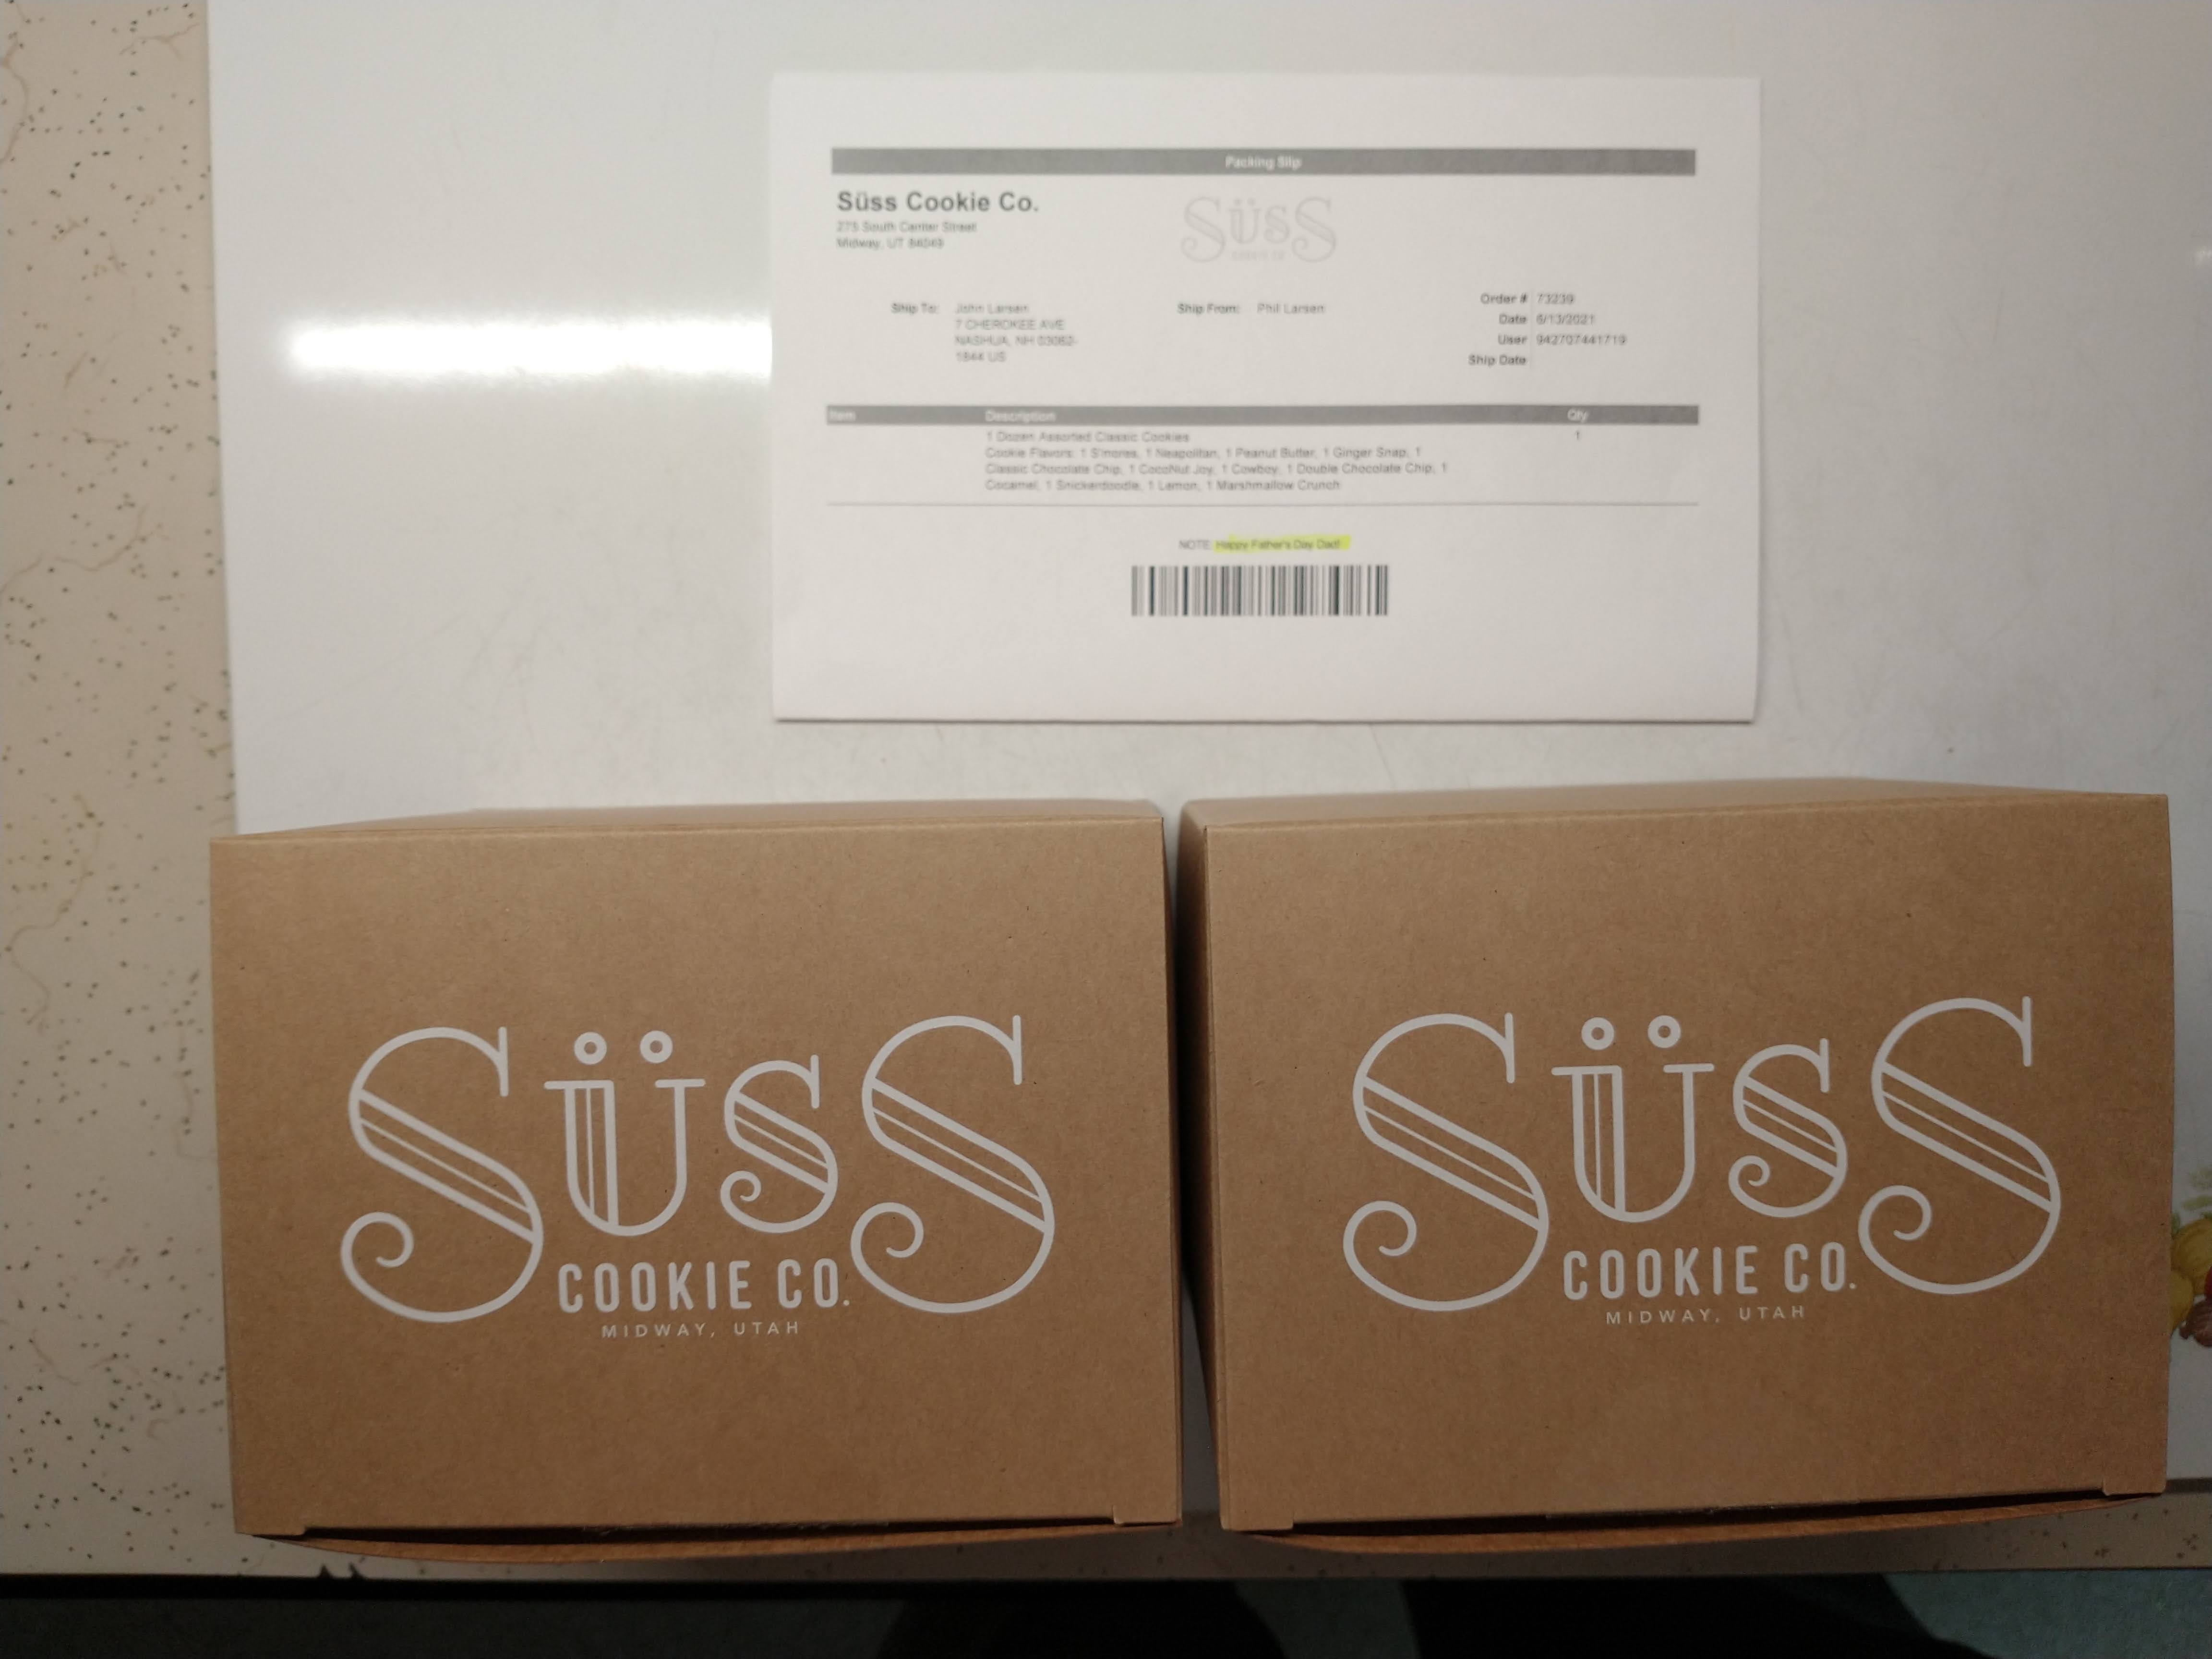 Packing Slip
Süss Cookie Co.
275 South Center Street
Midway, UT 84049
SÜSS
COOKIE CO
Ship To: John Larsen
7 CHEROKEE AVE
NASHUA, NH 03062-
1844 US
Ship From: Phil Larsen
Order # 73239
Date 6/13/2021
User 942707441719
Ship Date
Item Description Qty
1 Dozen Assorted Classic Cookies 1
Cookie Flavors: 1 S'mores, 1 Neapolitan, 1 Peanut Butter, 1 Ginger Snap, 1
Classic Chocolate Chip, 1 CocoNut Joy, 1 Cowboy, 1 Double Chocolate Chip, 1
Cocamel, 1 Snickerdoodle, 1 Lemon, 1 Marshmallow Crunch
NOTE: Happy Father's Day Dad!
SÜSS
COOKIE CO.
MIDWAY, UTAH
SÜSS
COOKIE CO.
MIDWAY, UTAH